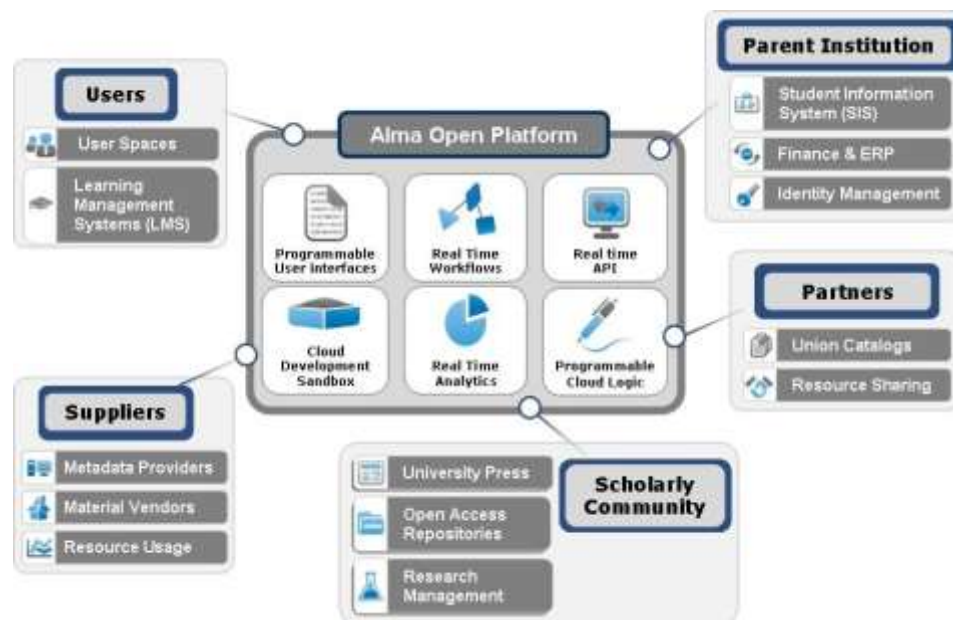 Users
User Spaces
Learning
Management
Systems (LMS)
Alma Open Platform
Programmable
User Interfaces
Real Time
Workflows
Real time
API
Cloud
Development
Sandbox
Real Time
Analytics
Programmable
Cloud Logic
Parent Institution
Student Information
System (SIS)
Finance & ERP
Identity Management
Partners
Union Catalogs
Resource Sharing
Suppliers
Metadata Providers
Material Vendors
Resource Usage
University Press
Open Access
Repositories
Research
Management
Scholarly
Community